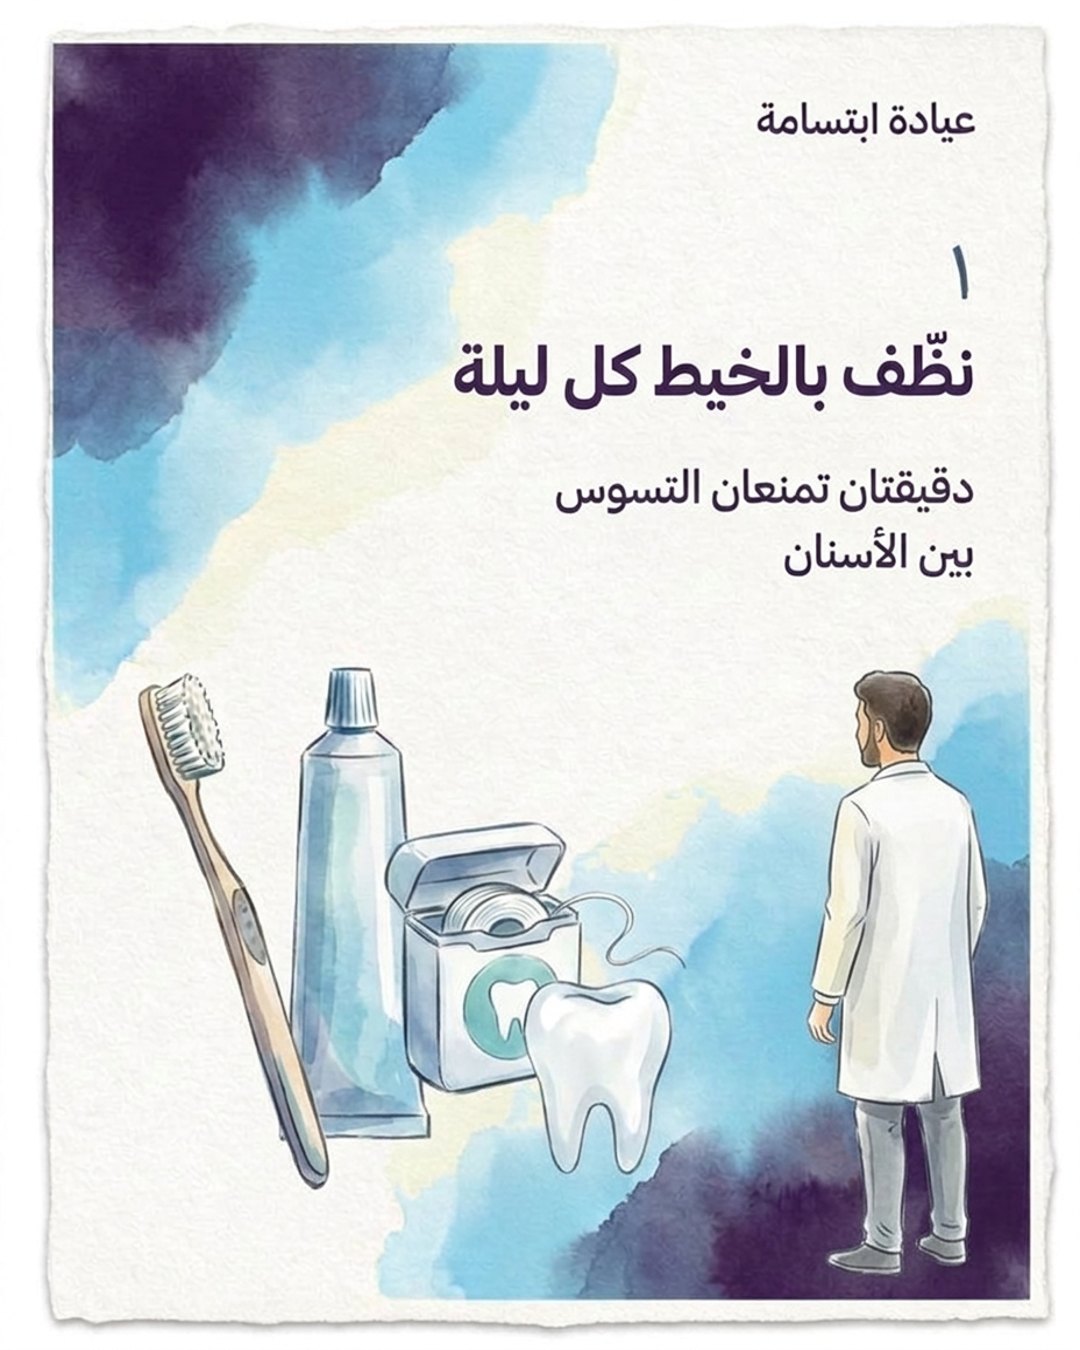 عيادة ابتسامة
١
نظّف بالخيط كل ليلة
دقيقتان تمنعان التسوس
بين الأسنان